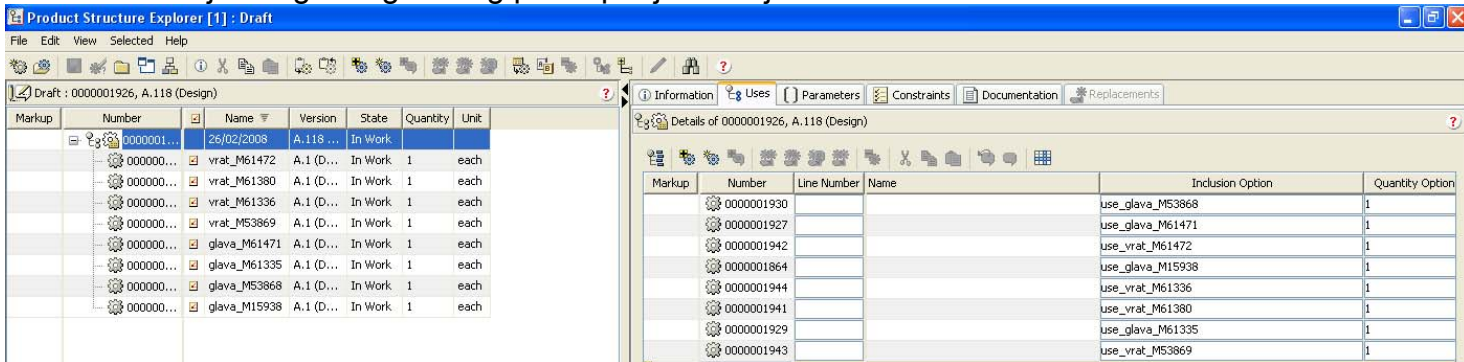 Product Structure Explorer [1] : Draft
File Edit View Selected Help
Draft : 0000001926, A.118 (Design)
Markup Number Name Version State Quantity Unit
0000001... 26/02/2008 A.118 ... In Work
000000... vrat_M61472 A.1 (D... In Work 1 each
000000... vrat_M61380 A.1 (D... In Work 1 each
000000... vrat_M61336 A.1 (D... In Work 1 each
000000... vrat_M53869 A.1 (D... In Work 1 each
000000... glava_M61471 A.1 (D... In Work 1 each
000000... glava_M61335 A.1 (D... In Work 1 each
000000... glava_M53868 A.1 (D... In Work 1 each
000000... glava_M15938 A.1 (D... In Work 1 each
Information Uses Parameters Constraints Documentation Replacements
Details of 0000001926, A.118 (Design)
Markup Number Line Number Name Inclusion Option Quantity Option
0000001930 use_glava_M53868 1
0000001927 use_glava_M61471 1
0000001942 use_vrat_M61472 1
0000001864 use_glava_M15938 1
0000001944 use_vrat_M61336 1
0000001941 use_vrat_M61380 1
0000001929 use_glava_M61335 1
0000001943 use_vrat_M53869 1